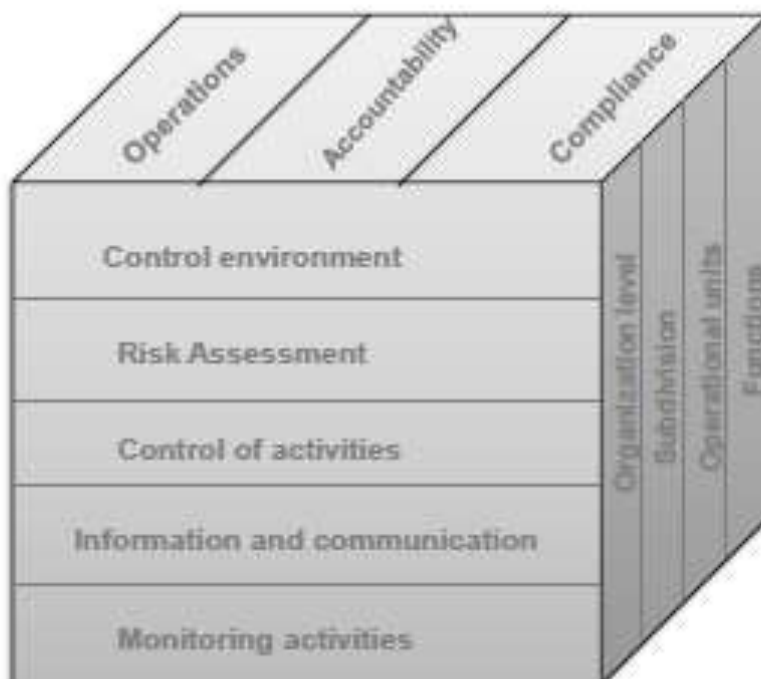 Operations
Accountability
Compliance
Control environment
Risk Assessment
Control of activities
Information and communication
Monitoring activities
Organization level
Subdivision
Operational units
Functions